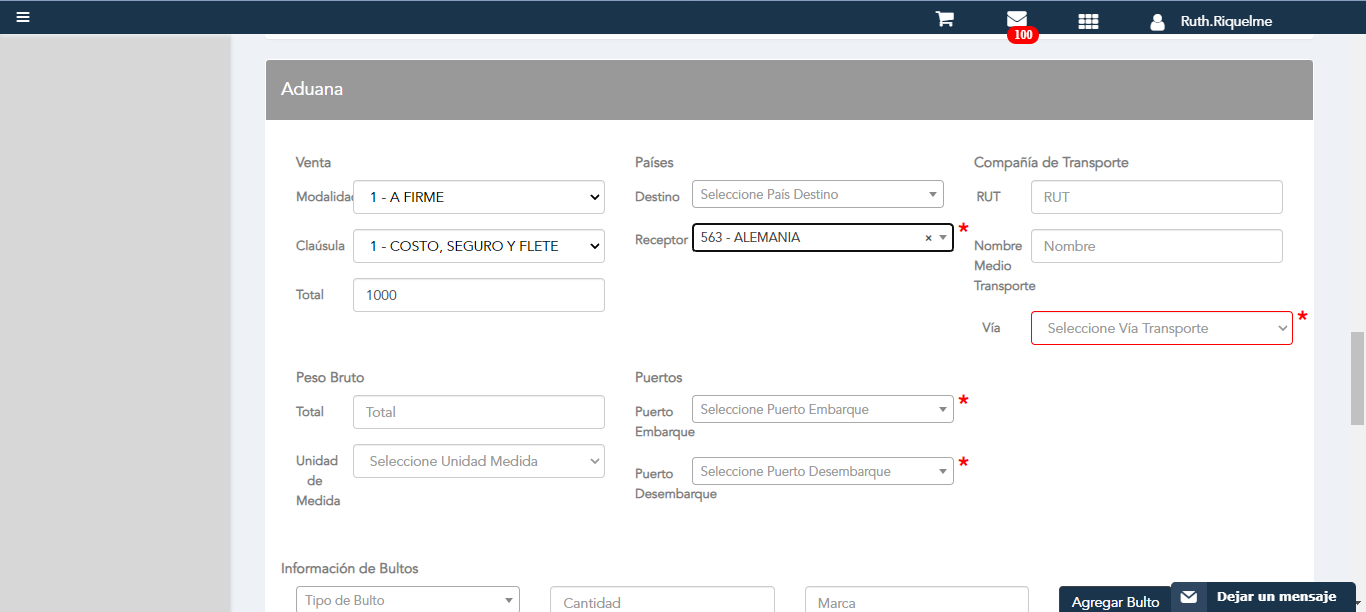 100
Ruth.Riquelme
Aduana
Venta
Modalidad
1 - A FIRME
Claúsula
1 - COSTO, SEGURO Y FLETE
Total
1000
Países
Destino
Seleccione País Destino
Receptor
563 - ALEMANIA
×
*
Compañía de Transporte
RUT
RUT
Nombre
Medio
Transporte
Nombre
Vía
Seleccione Vía Transporte
*
Peso Bruto
Total
Total
Unidad
de
Medida
Seleccione Unidad Medida
Puertos
Puerto
Embarque
Seleccione Puerto Embarque
*
Puerto
Desembarque
Seleccione Puerto Desembarque
*
Información de Bultos
Tipo de Bulto
Cantidad
Marca
Agregar Bulto
Dejar un mensaje